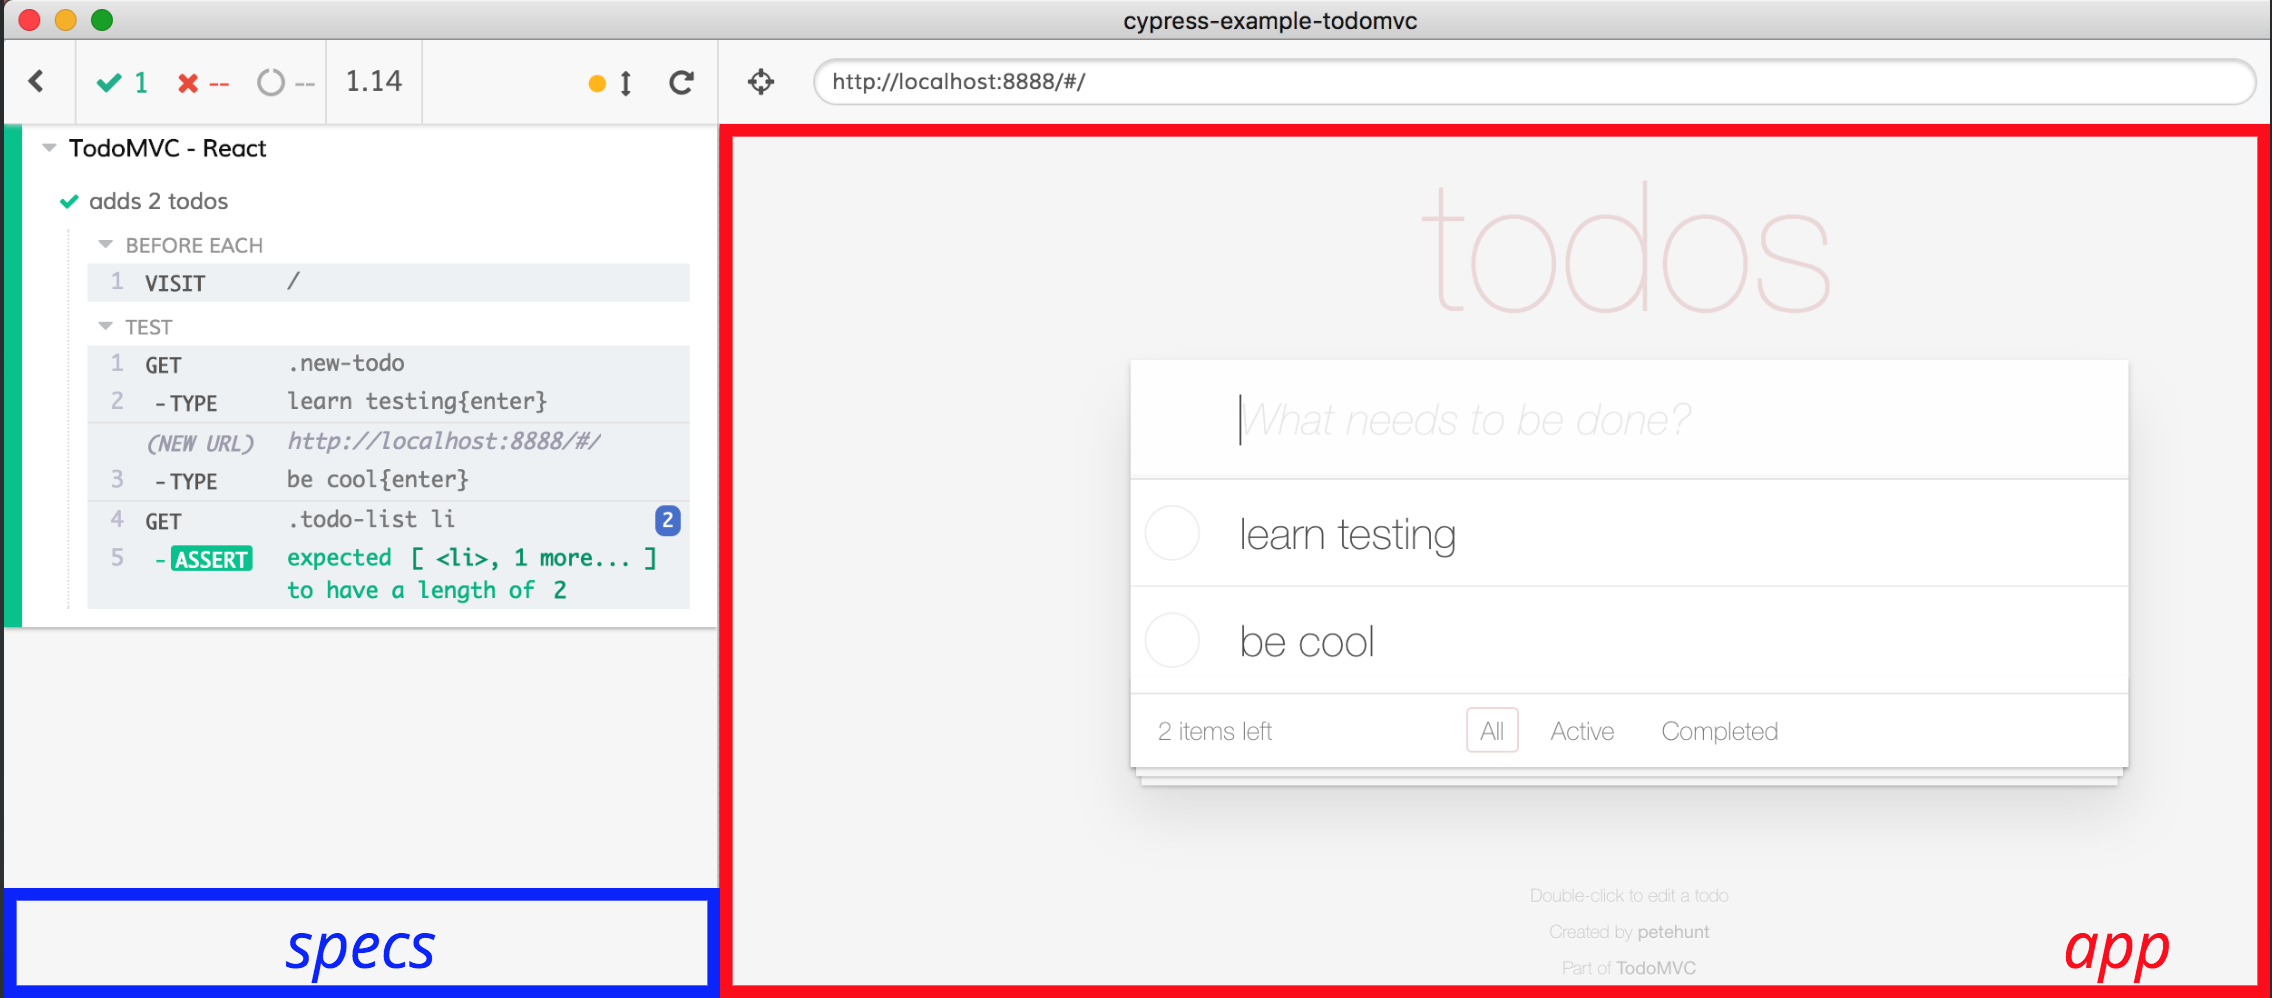 cypress-example-todomvc
1 -- -- 1.14
http://localhost:8888/#/
TodoMVC - React
adds 2 todos
BEFORE EACH
1 VISIT /
TEST
1 GET .new-todo
2 -TYPE learn testing{enter}
(NEW URL) http://localhost:8888/#/
3 -TYPE be cool{enter}
4 GET .todo-list li 2
5 -ASSERT expected [ <li>, 1 more... ]
to have a length of 2
specs
todos
What needs to be done?
learn testing
be cool
2 items left All Active Completed
Double-click to edit a todo
Created by petehunt
Part of TodoMVC
app